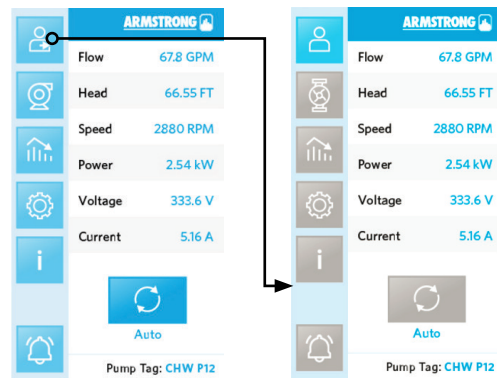 ARMSTRONG
Flow 67.8 GPM
Head 66.55 FT
Speed 2880 RPM
Power 2.54 kW
Voltage 333.6 V
Current 5.16 A
i
Auto
Pump Tag: CHW P12
ARMSTRONG
Flow 67.8 GPM
Head 66.55 FT
Speed 2880 RPM
Power 2.54 kW
Voltage 333.6 V
Current 5.16 A
i
Auto
Pump Tag: CHW P12